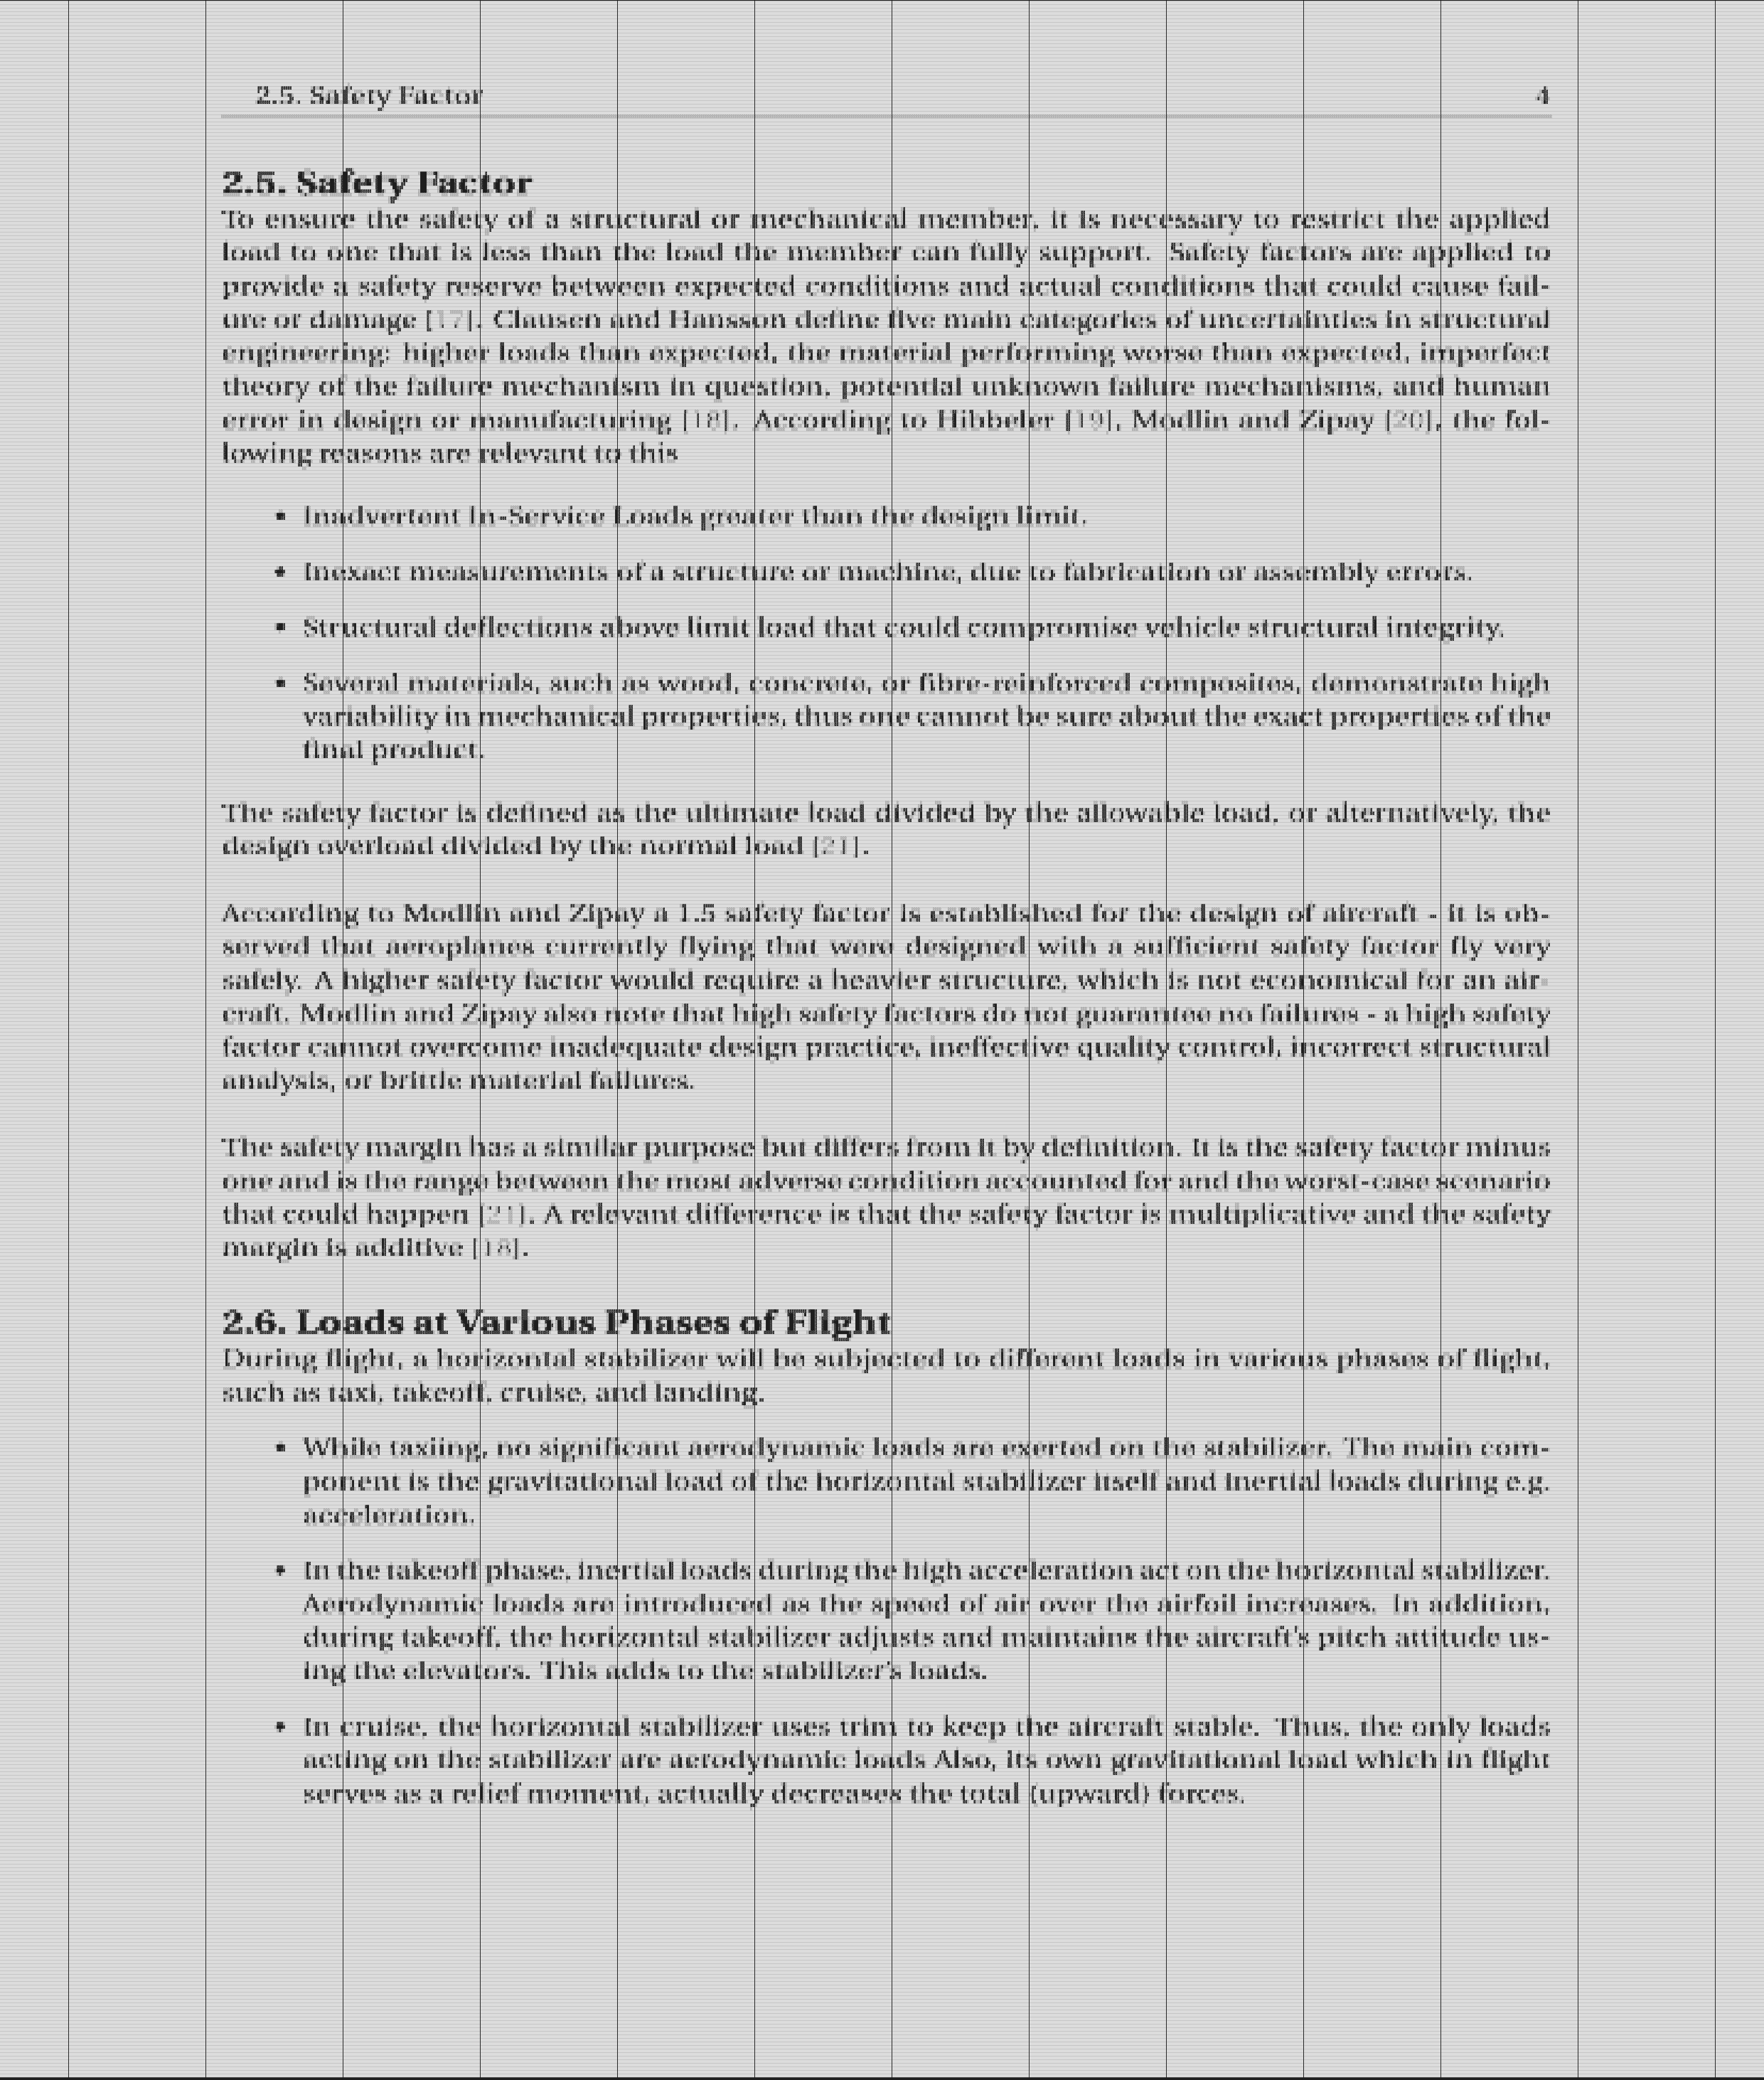 2.5. Safety Factor 4
2.5. Safety Factor
To ensure the safety of a structural or mechanical member, it is necessary to restrict the applied
load to one that is less than the load the member can fully support. Safety factors are applied to
provide a safety reserve between expected conditions and actual conditions that could cause fail-
ure or damage [17]. Clausen and Hansson define five main categories of uncertainties in structural
engineering: higher loads than expected, the material performing worse than expected, imperfect
theory of the failure mechanism in question, potential unknown failure mechanisms, and human
error in design or manufacturing [18]. According to Hibbeler [19], Modlin and Zipay [20], the fol-
lowing reasons are relevant to this
• Inadvertent In-Service Loads greater than the design limit.
• Inexact measurements of a structure or machine, due to fabrication or assembly errors.
• Structural deflections above limit load that could compromise vehicle structural integrity.
• Several materials, such as wood, concrete, or fibre-reinforced composites, demonstrate high
variability in mechanical properties, thus one cannot be sure about the exact properties of the
final product.
The safety factor is defined as the ultimate load divided by the allowable load, or alternatively, the
design overload divided by the normal load [21].
According to Modlin and Zipay a 1.5 safety factor is established for the design of aircraft - it is ob-
served that aeroplanes currently flying that were designed with a sufficient safety factor fly very
safely. A higher safety factor would require a heavier structure, which is not economical for an air-
craft. Modlin and Zipay also note that high safety factors do not guarantee no failures - a high safety
factor cannot overcome inadequate design practice, ineffective quality control, incorrect structural
analysis, or brittle material failures.
The safety margin has a similar purpose but differs from it by definition. It is the safety factor minus
one and is the range between the most adverse condition accounted for and the worst-case scenario
that could happen [21]. A relevant difference is that the safety factor is multiplicative and the safety
margin is additive [18].
2.6. Loads at Various Phases of Flight
During flight, a horizontal stabilizer will be subjected to different loads in various phases of flight,
such as taxi, takeoff, cruise, and landing.
• While taxiing, no significant aerodynamic loads are exerted on the stabilizer. The main com-
ponent is the gravitational load of the horizontal stabilizer itself and inertial loads during e.g.
acceleration.
• In the takeoff phase, inertial loads during the high acceleration act on the horizontal stabilizer.
Aerodynamic loads are introduced as the speed of air over the airfoil increases. In addition,
during takeoff, the horizontal stabilizer adjusts and maintains the aircraft's pitch attitude us-
ing the elevators. This adds to the stabilizer's loads.
• In cruise, the horizontal stabilizer uses trim to keep the aircraft stable. Thus, the only loads
acting on the stabilizer are aerodynamic loads Also, its own gravitational load which in flight
serves as a relief moment, actually decreases the total (upward) forces.